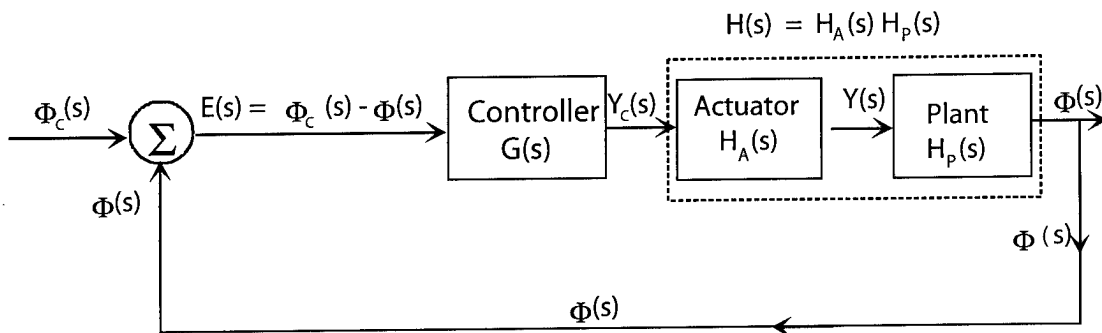 H(s) = H_A(s) H_P(s)
Φ_C(s)
Σ
E(s) = Φ_C (s) - Φ(s)
Controller
G(s)
Y_C(s)
Actuator
H_A(s)
Y(s)
Plant
H_P(s)
Φ(s)
Φ(s)
Φ(s)
Φ(s)